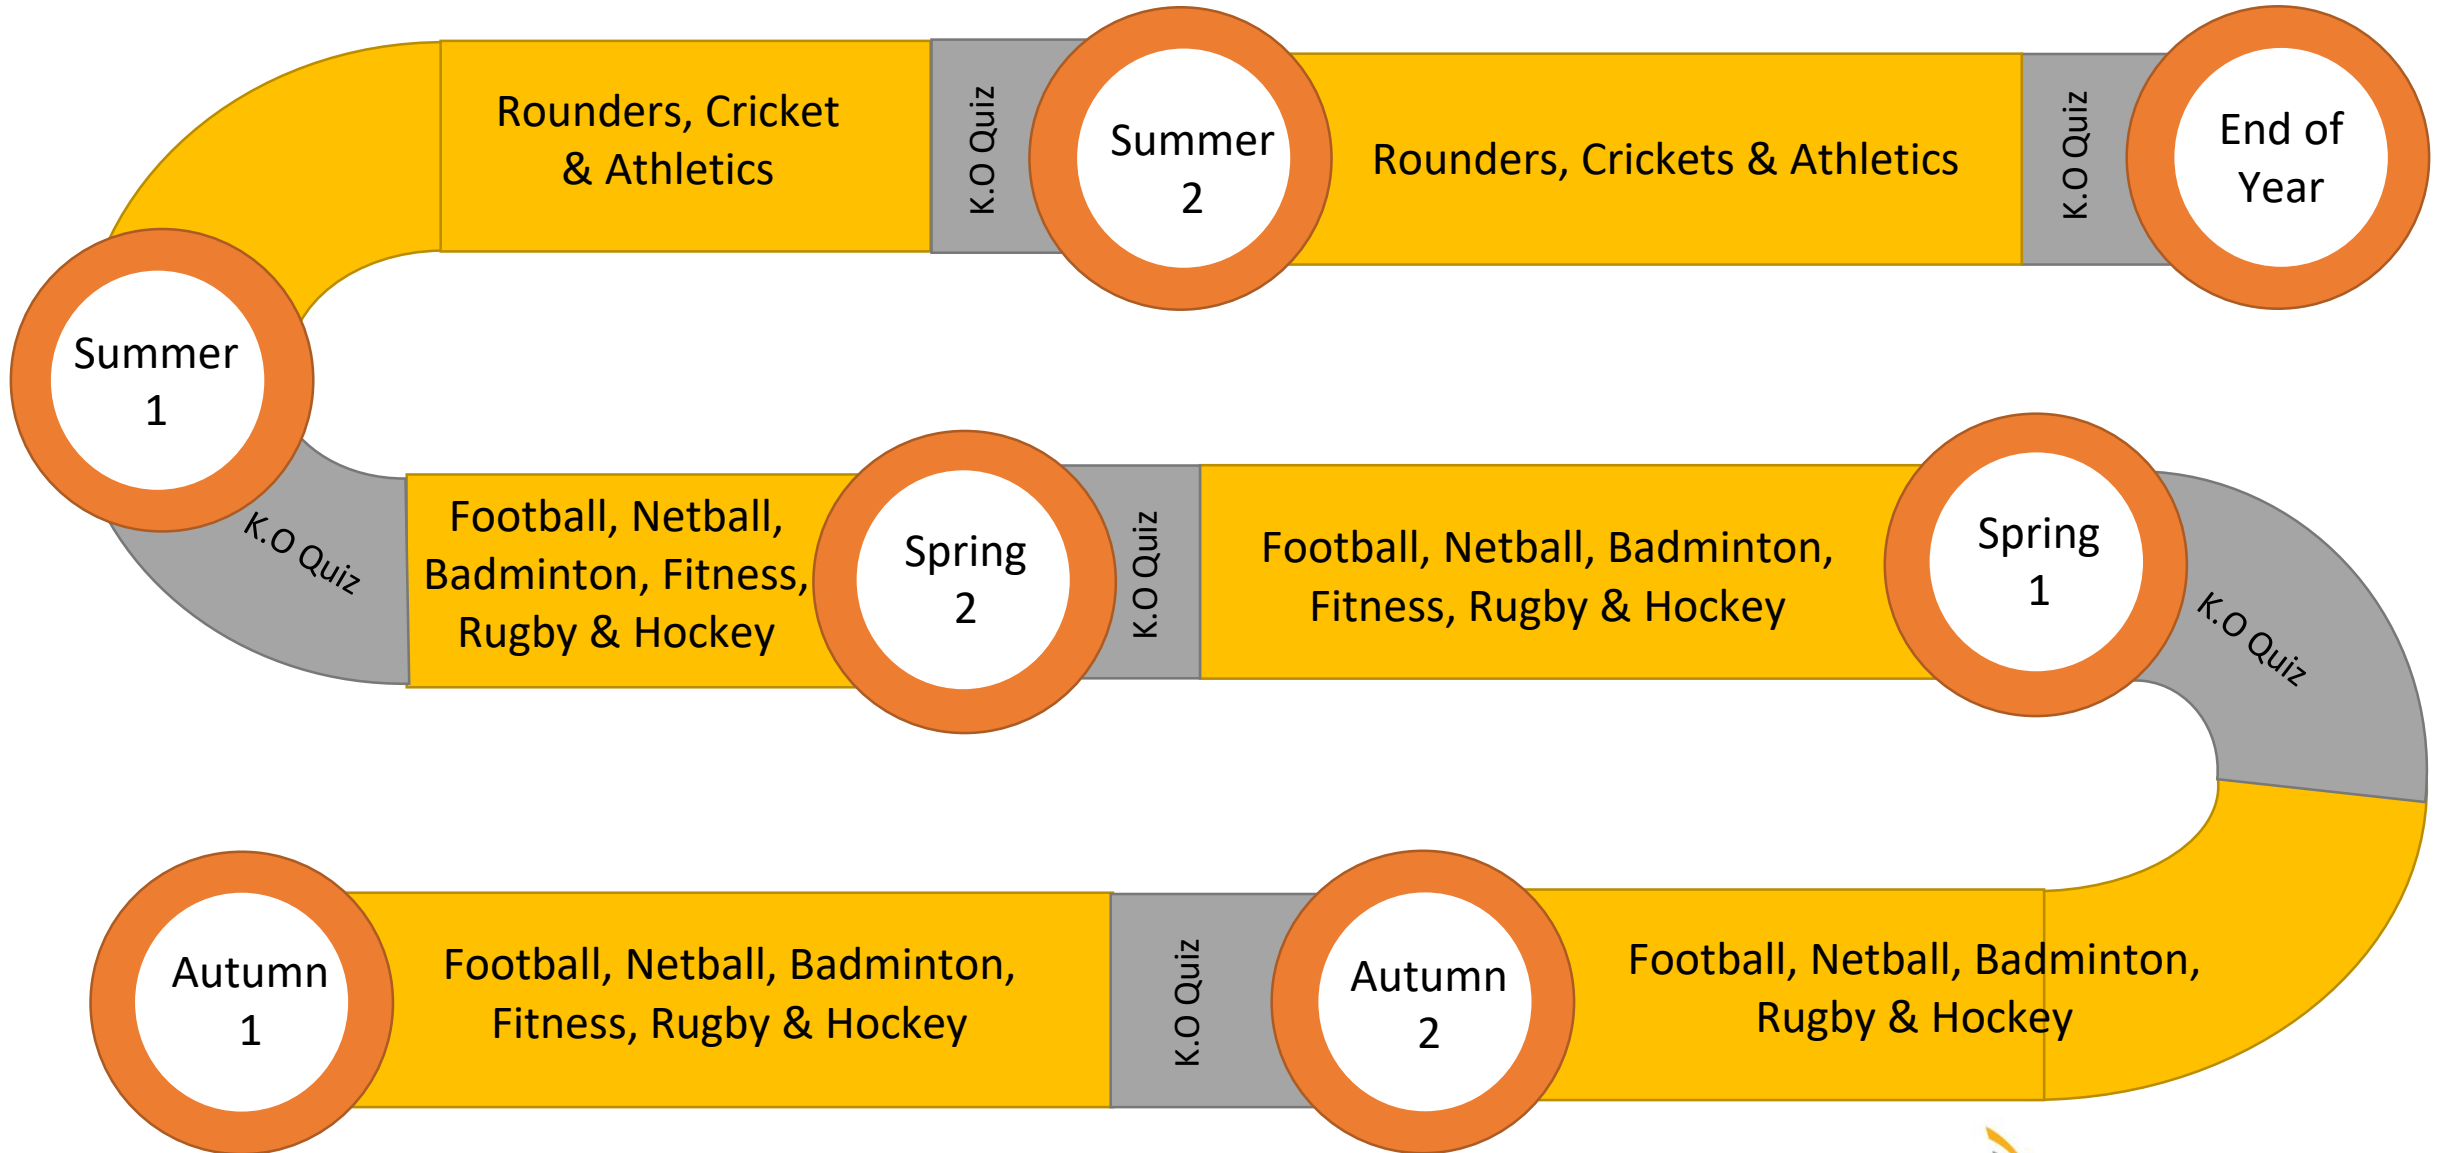 Rounders, Cricket
& Athletics
K.O Quiz
Summer
2
Rounders, Crickets & Athletics
K.O Quiz
End of
Year
Summer
1
K.O Quiz
Football, Netball,
Badminton, Fitness,
Rugby & Hockey
Spring
2
K.O Quiz
Football, Netball, Badminton,
Fitness, Rugby & Hockey
Spring
1
K.O Quiz
Autumn
1
Football, Netball, Badminton,
Fitness, Rugby & Hockey
K.O Quiz
Autumn
2
Football, Netball, Badminton,
Rugby & Hockey